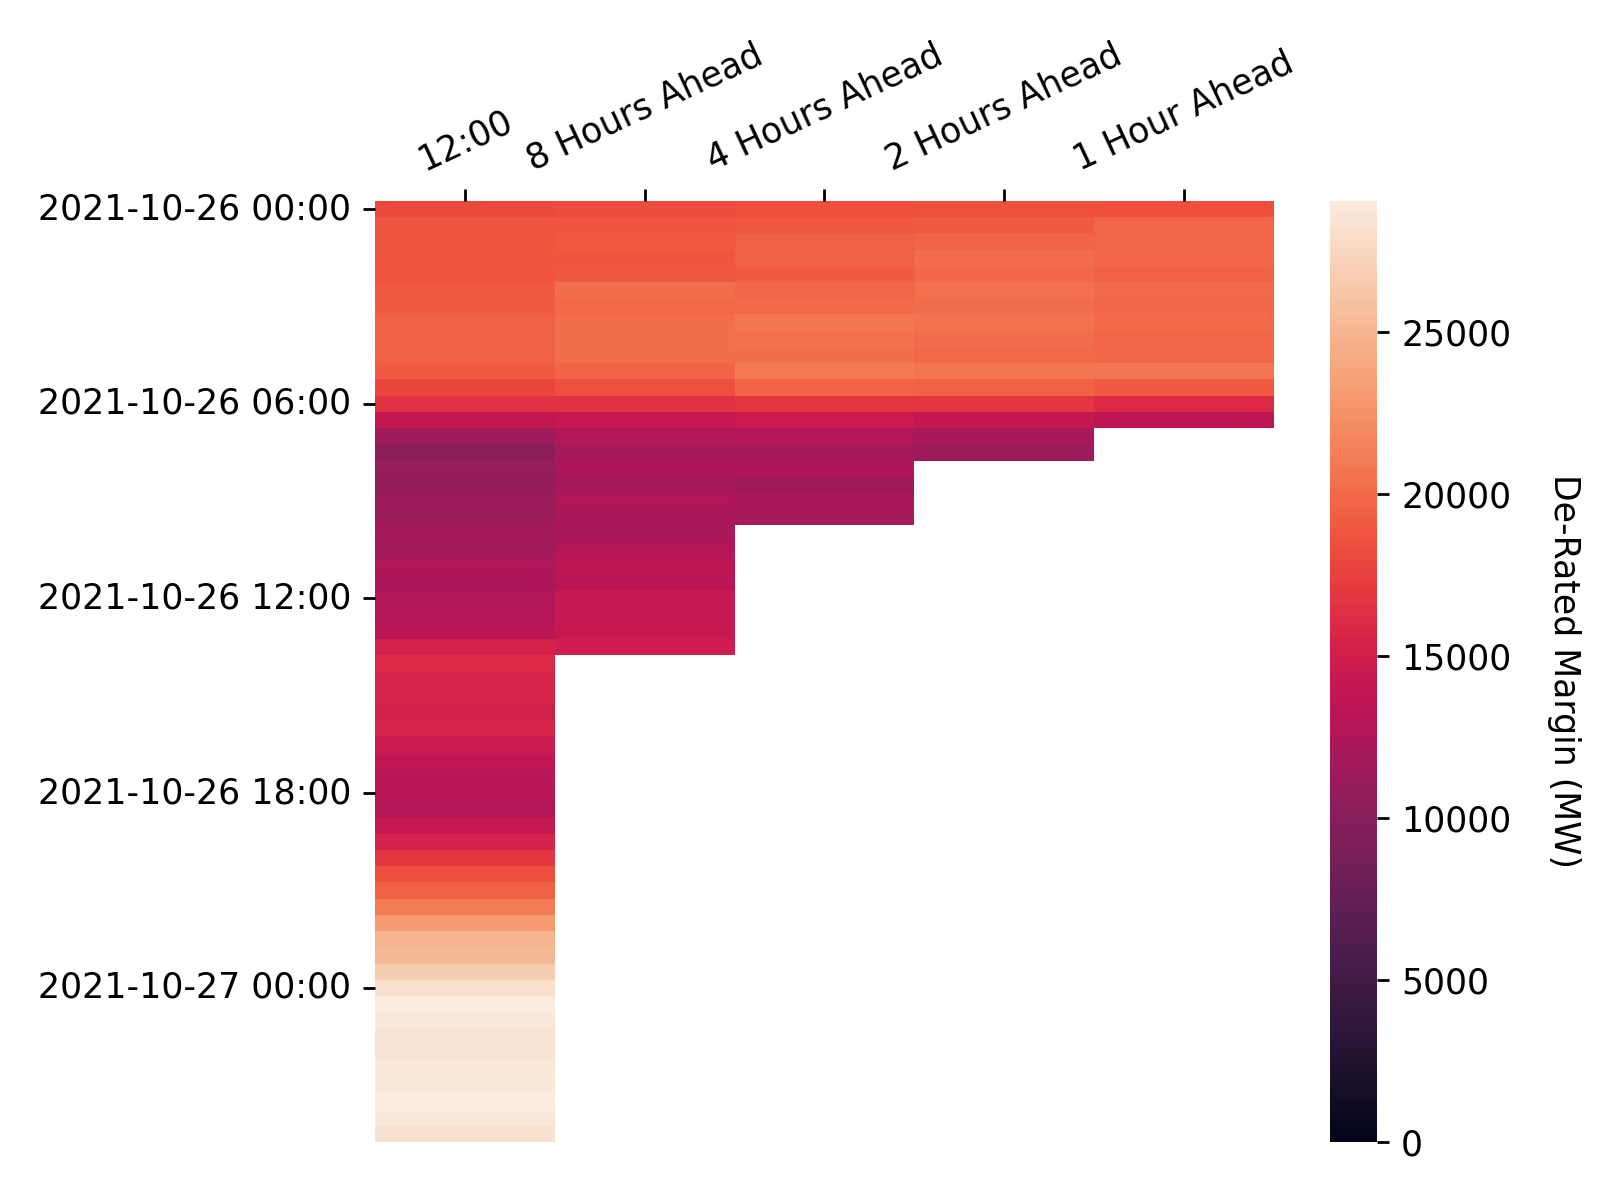 12:00
8 Hours Ahead
4 Hours Ahead
2 Hours Ahead
1 Hour Ahead
2021-10-26 00:00
2021-10-26 06:00
2021-10-26 12:00
2021-10-26 18:00
2021-10-27 00:00
25000
20000
15000
10000
5000
0
De-Rated Margin (MW)